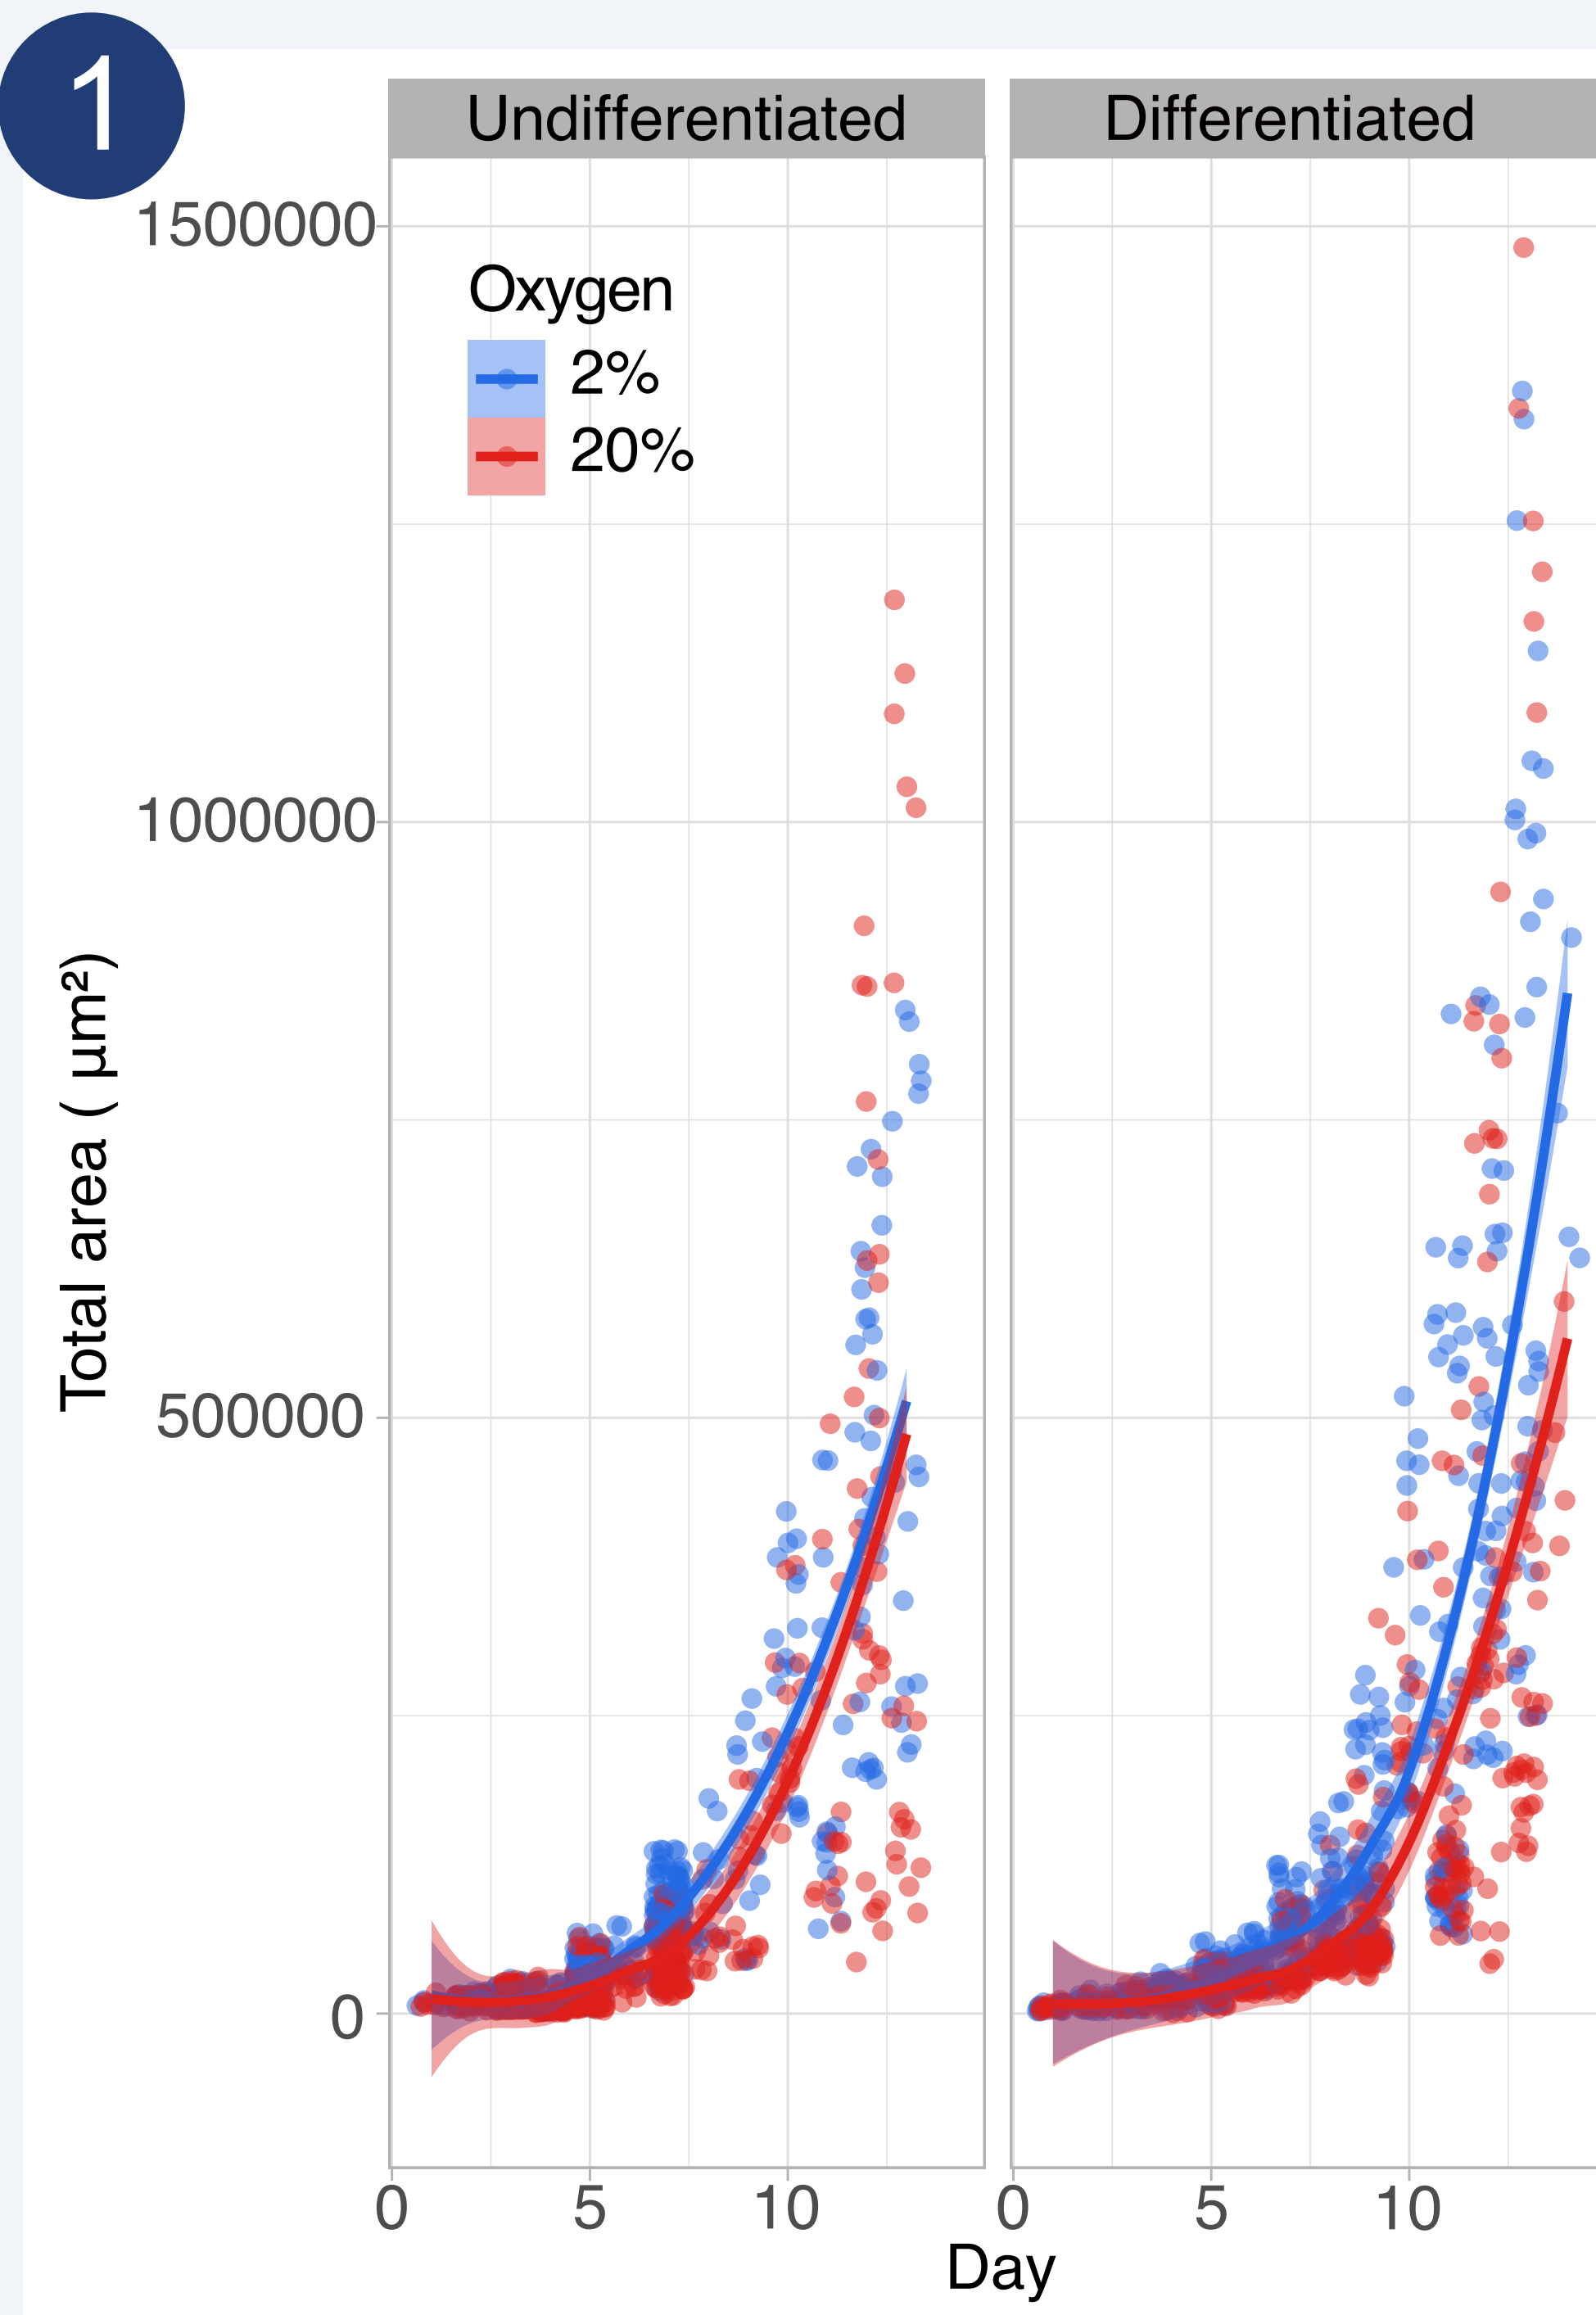 1
Undifferentiated
Differentiated
1500000
Oxygen
2%
20%
1000000
Total area ( µm²)
500000
0
0 5 10 0 5 10
Day